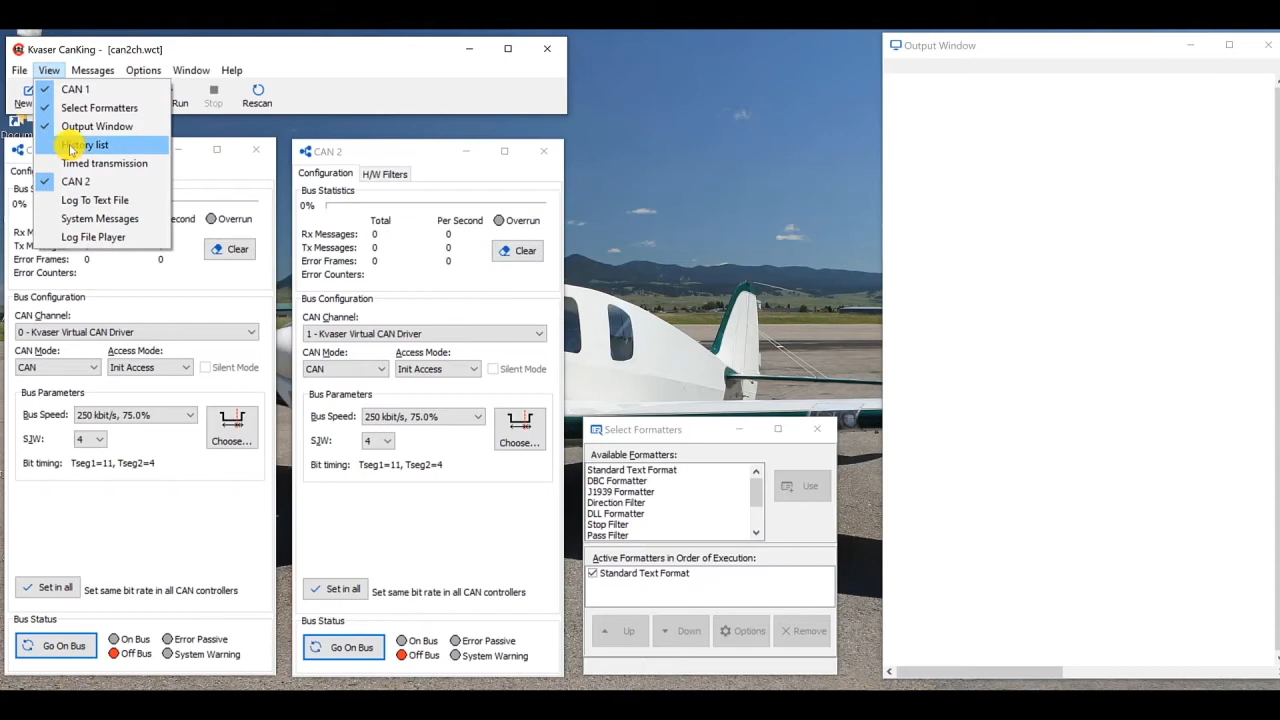 Kvaser CanKing - [can2ch.wct]
File View Messages Options Window Help
New Run Stop Rescan
CAN 1
Select Formatters
Output Window
History list
Timed transmission
CAN 2
Log To Text File
System Messages
Log File Player
Overrun
Clear
Error Frames: 0 0
Error Counters:
Bus Configuration
CAN Channel:
0 - Kvaser Virtual CAN Driver
CAN Mode: Access Mode:
CAN Init Access Silent Mode
Bus Parameters
Bus Speed: 250 kbit/s, 75.0%
SJW: 4 Choose...
Bit timing: Tseg1=11, Tseg2=4
Set in all Set same bit rate in all CAN controllers
Bus Status
Go On Bus On Bus Error Passive
Off Bus System Warning
CAN 2
Configuration H/W Filters
Bus Statistics
0%
Total Per Second Overrun
Rx Messages: 0 0
Tx Messages: 0 0 Clear
Error Frames: 0 0
Error Counters:
Bus Configuration
CAN Channel:
1 - Kvaser Virtual CAN Driver
CAN Mode: Access Mode:
CAN Init Access Silent Mode
Bus Parameters
Bus Speed: 250 kbit/s, 75.0%
SJW: 4 Choose...
Bit timing: Tseg1=11, Tseg2=4
Set in all Set same bit rate in all CAN controllers
Bus Status
Go On Bus On Bus Error Passive
Off Bus System Warning
Select Formatters
Available Formatters:
Standard Text Format
DBC Formatter
J1939 Formatter
Direction Filter
DLL Formatter
Stop Filter
Pass Filter
Use
Active Formatters in Order of Execution:
Standard Text Format
Up Down Options Remove
Output Window